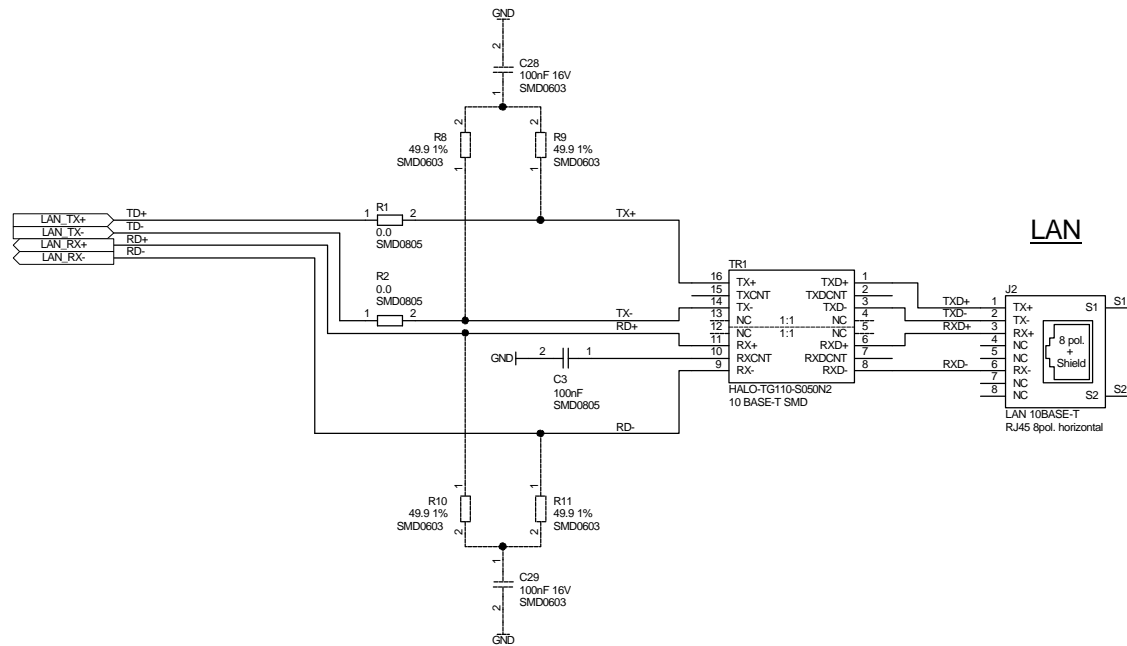 GND
2
C28
100nF 16V
SMD0603
1
2
R8
49.9 1%
SMD0603
1
2
R9
49.9 1%
SMD0603
1
LAN_TX+
LAN_TX-
LAN_RX+
LAN_RX-
TD+
TD-
RD+
RD-
1
R1
2
0.0
SMD0805
R2
0.0
SMD0805
1
2
TX+
TX-
RD+
GND
2
1
C3
100nF
SMD0805
RD-
TR1
16 TX+ TXD+ 1
15 TXCNT TXDCNT 2
14 TX- TXD- 3
13 NC 1:1 NC 4
12 NC 1:1 NC 5
11 RX+ RXD+ 6
10 RXCNT RXDCNT 7
9 RX- RXD- 8
HALO-TG110-S050N2
10 BASE-T SMD
TXD+
TXD-
RXD+
RXD-
LAN
J2
1 TX+ S1 S1
2 TX-
3 RX+
4 NC
5 NC
6 RX-
7 NC
8 NC S2 S2
8 pol.
+
Shield
LAN 10BASE-T
RJ45 8pol. horizontal
1
R10
49.9 1%
SMD0603
2
1
R11
49.9 1%
SMD0603
2
1
C29
100nF 16V
SMD0603
2
GND